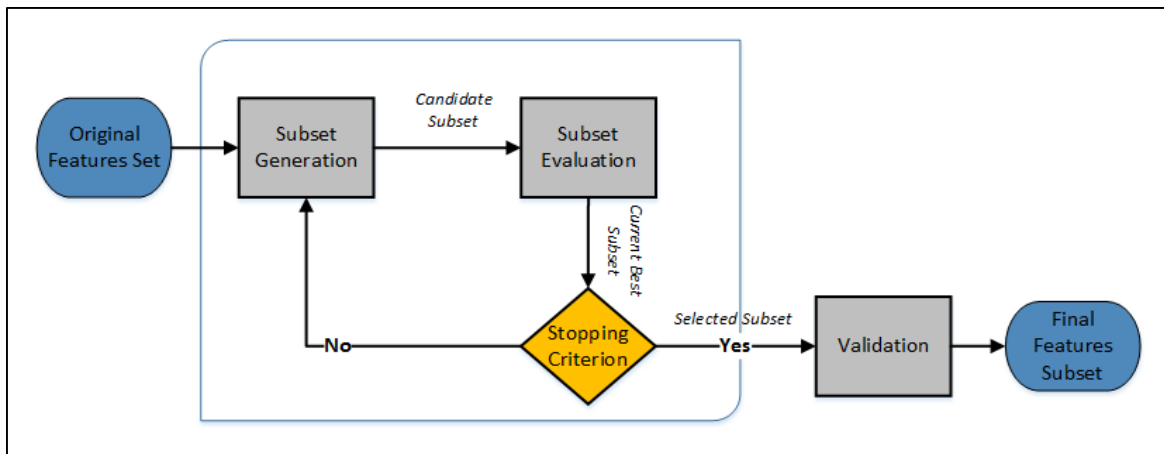 Original
Features Set
Subset
Generation
Candidate
Subset
Subset
Evaluation
Current Best
Subset
Stopping
Criterion
No
Selected Subset
Yes
Validation
Final
Features
Subset